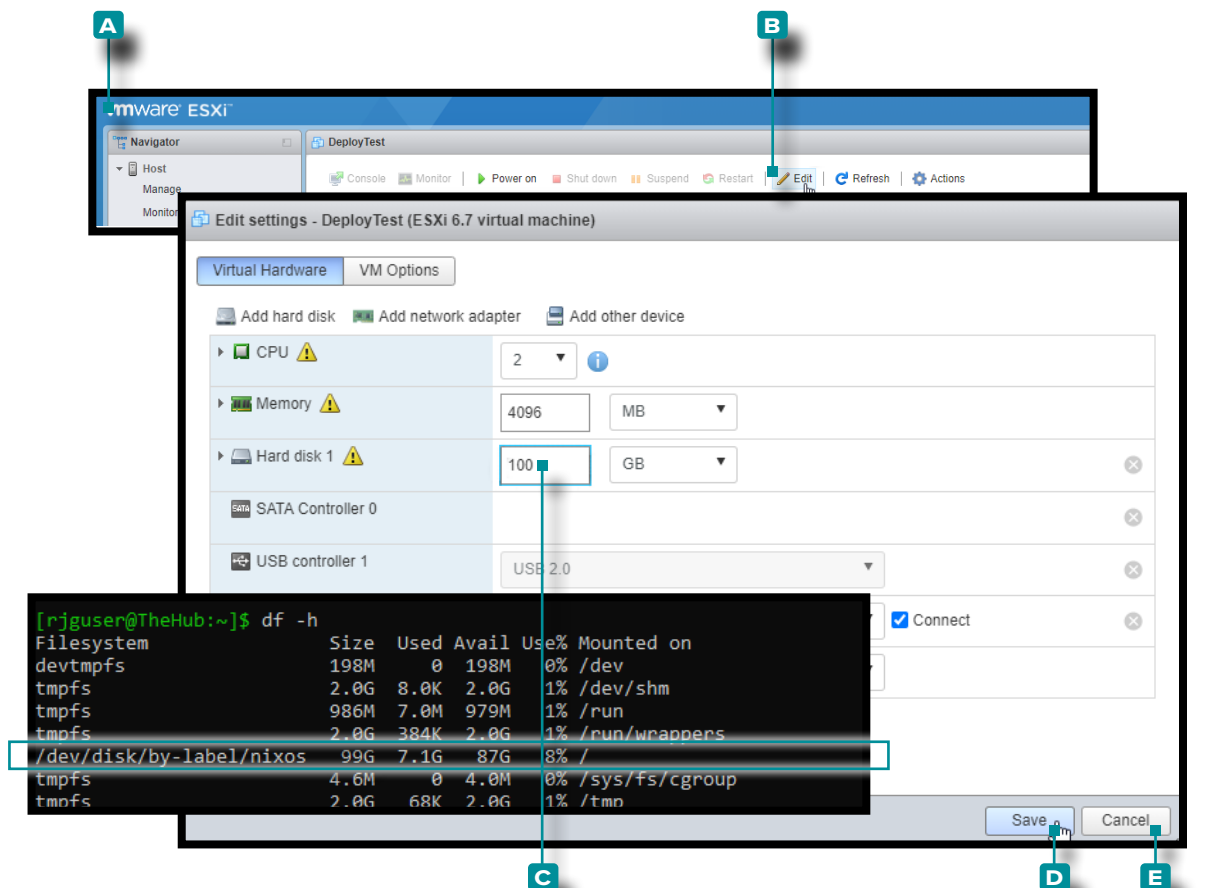 A B
vmware ESXi™
Navigator DeployTest
Host
Console Monitor Power on Shut down Suspend Restart Edit Refresh Actions
Manage
Monitor
Edit settings - DeployTest (ESXi 6.7 virtual machine)
Virtual Hardware VM Options
Add hard disk Add network adapter Add other device
CPU 2
Memory 4096 MB
Hard disk 1 100 GB
SATA SATA Controller 0
USB controller 1 USB 2.0
Connect
[rjguser@TheHub:~]$ df -h
Filesystem Size Used Avail Use% Mounted on
devtmpfs 198M 0 198M 0% /dev
tmpfs 2.0G 8.0K 2.0G 1% /dev/shm
tmpfs 986M 7.0M 979M 1% /run
tmpfs 2.0G 384K 2.0G 1% /run/wrappers
/dev/disk/by-label/nixos 99G 7.1G 87G 8% /
tmpfs 4.6M 0 4.0M 0% /sys/fs/cgroup
tmpfs 2.0G 68K 2.0G 1% /tmp
Save Cancel
C D E